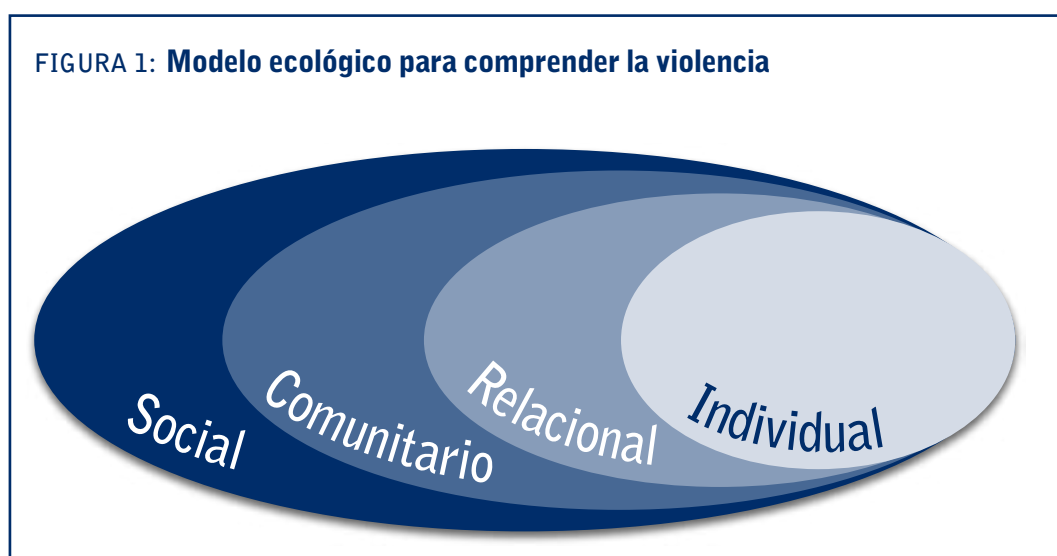 FIGURA 1: Modelo ecológico para comprender la violencia
Social
Comunitario
Relacional
Individual